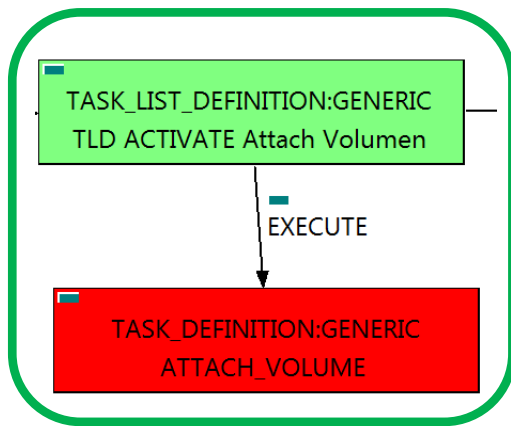 TASK_LIST_DEFINITION:GENERIC
TLD ACTIVATE Attach Volumen
EXECUTE
TASK_DEFINITION:GENERIC
ATTACH_VOLUME